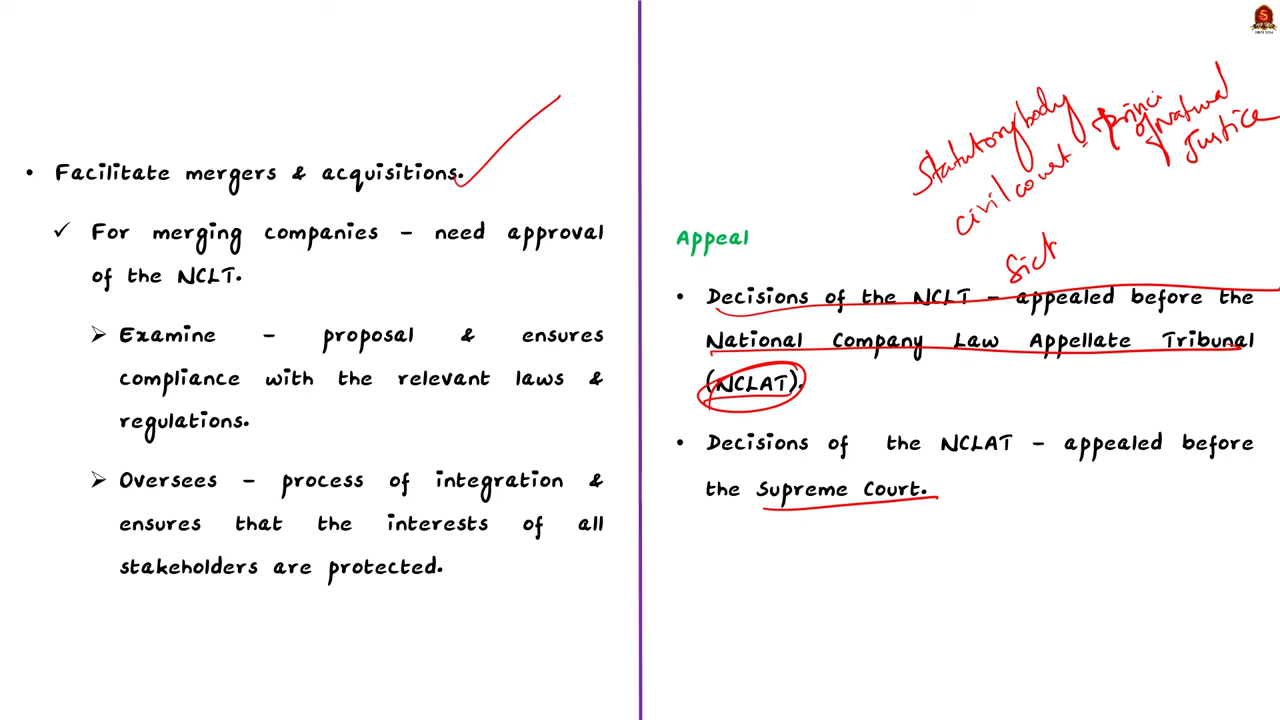 • Facilitate mergers & acquisitions.
✓ For merging companies – need approval
of the NCLT.
➢ Examine – proposal & ensures
compliance with the relevant laws &
regulations.
➢ Oversees – process of integration &
ensures that the interests of all
stakeholders are protected.
Statutory body
civil court - princi
of Natural
Justice
Appeal
• Decisions of the NCLT – appealed before the
National Company Law Appellate Tribunal
(NCLAT).
• Decisions of the NCLAT – appealed before
the Supreme Court.